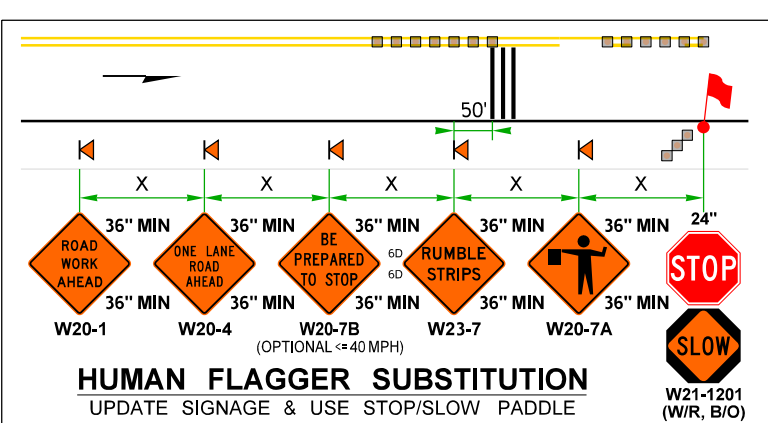 50'
X X X X X
36" MIN 36" MIN 36" MIN 36" MIN 36" MIN 24"
ROAD
WORK
AHEAD
ONE LANE
ROAD
AHEAD
BE
PREPARED
TO STOP
6D
6D
RUMBLE
STRIPS
STOP
36" MIN 36" MIN 36" MIN 36" MIN 36" MIN
W20-1 W20-4 W20-7B W23-7 W20-7A
(OPTIONAL <= 40 MPH)
SLOW
HUMAN FLAGGER SUBSTITUTION
UPDATE SIGNAGE & USE STOP/SLOW PADDLE
W21-1201
(W/R, B/O)